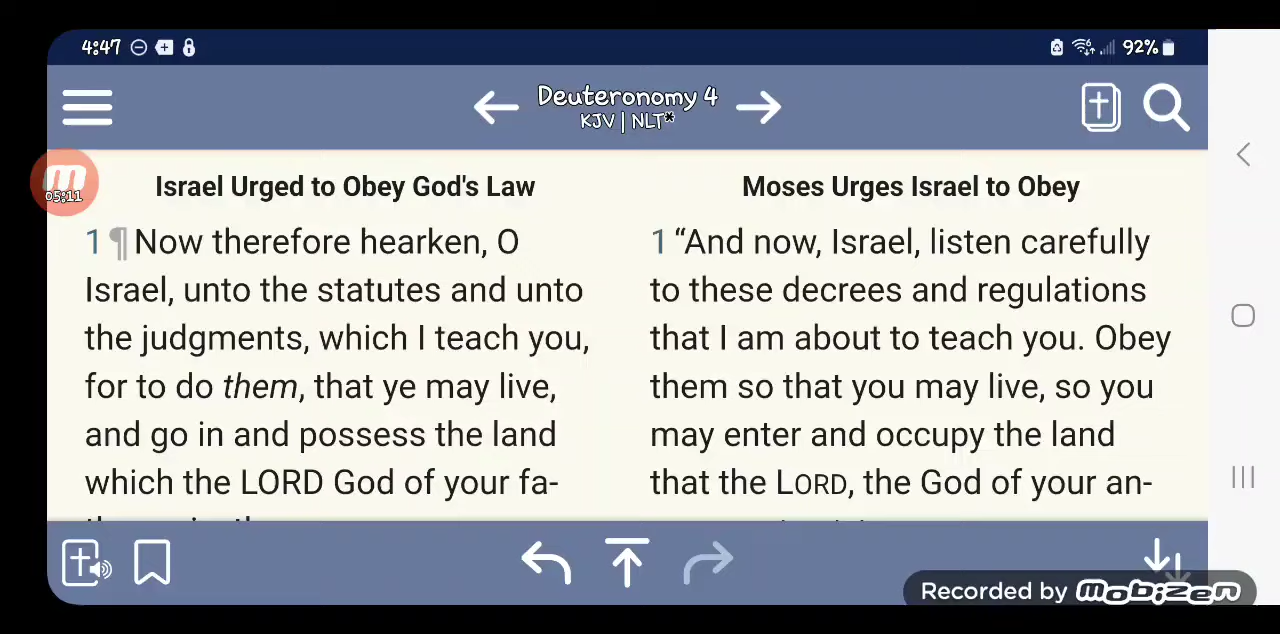 4:47
92%
Deuteronomy 4
KJV | NLT*
05:11
Israel Urged to Obey God's Law
1 ¶ Now therefore hearken, O
Israel, unto the statutes and unto
the judgments, which I teach you,
for to do them, that ye may live,
and go in and possess the land
which the LORD God of your fa-
Moses Urges Israel to Obey
1 “And now, Israel, listen carefully
to these decrees and regulations
that I am about to teach you. Obey
them so that you may live, so you
may enter and occupy the land
that the LORD, the God of your an-
Recorded by Mobizen